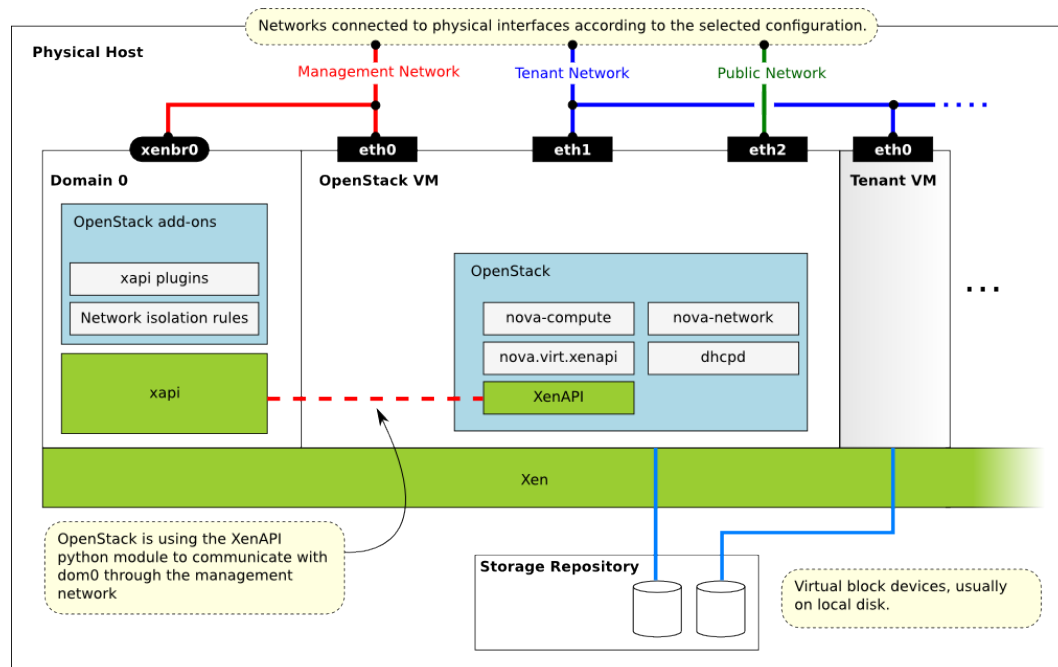 Networks connected to physical interfaces according to the selected configuration.
Physical Host
Management Network
Tenant Network
Public Network
xenbr0
eth0
eth1
eth2
eth0
Domain 0
OpenStack VM
Tenant VM
OpenStack add-ons
xapi plugins
Network isolation rules
xapi
OpenStack
nova-compute
nova-network
nova.virt.xenapi
dhcpd
XenAPI
...
Xen
OpenStack is using the XenAPI
python module to communicate with
dom0 through the management
network
Storage Repository
Virtual block devices, usually
on local disk.